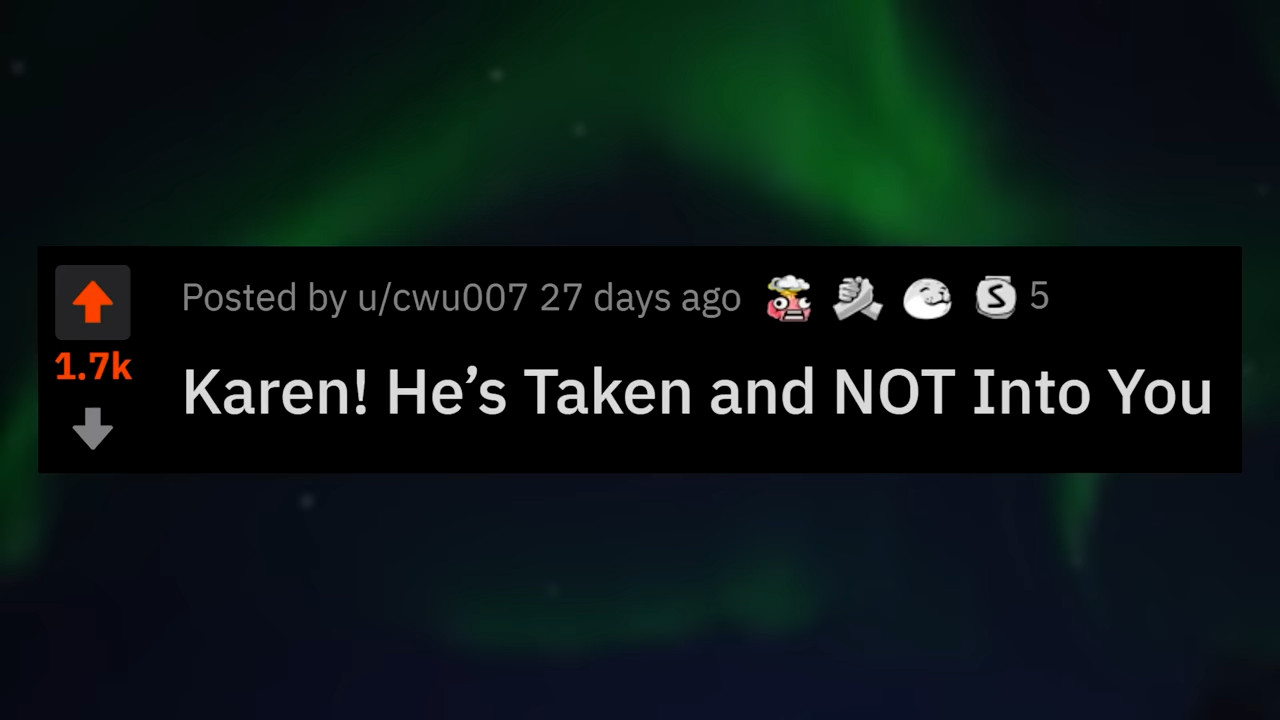 Posted by u/cwu007 27 days ago 5
1.7k
Karen! He’s Taken and NOT Into You